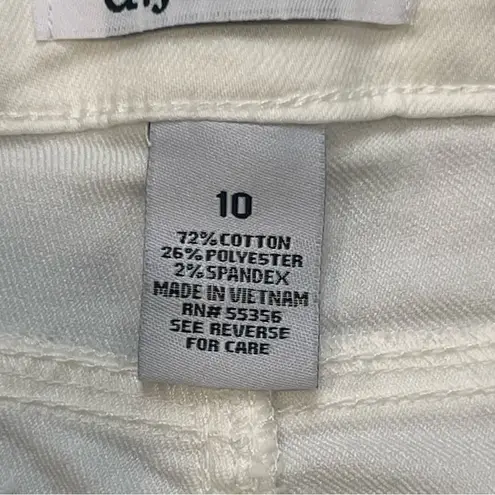 10
72% COTTON
26% POLYESTER
2% SPANDEX
MADE IN VIETNAM
RN# 55356
SEE REVERSE
FOR CARE